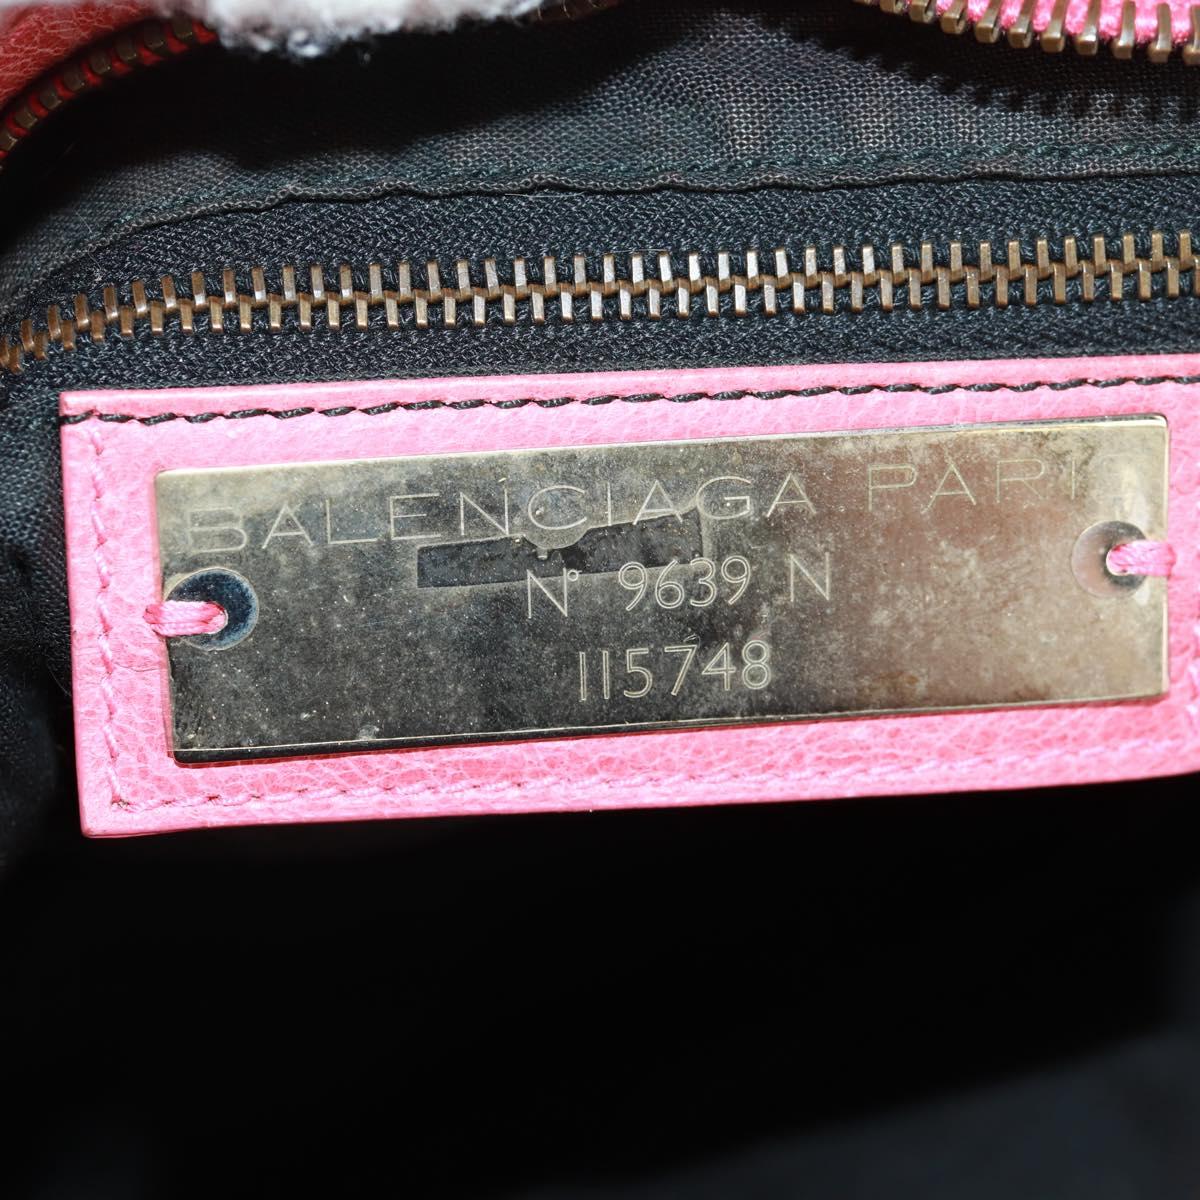 BALENCIAGA PARIS
N° 9639 N
115748